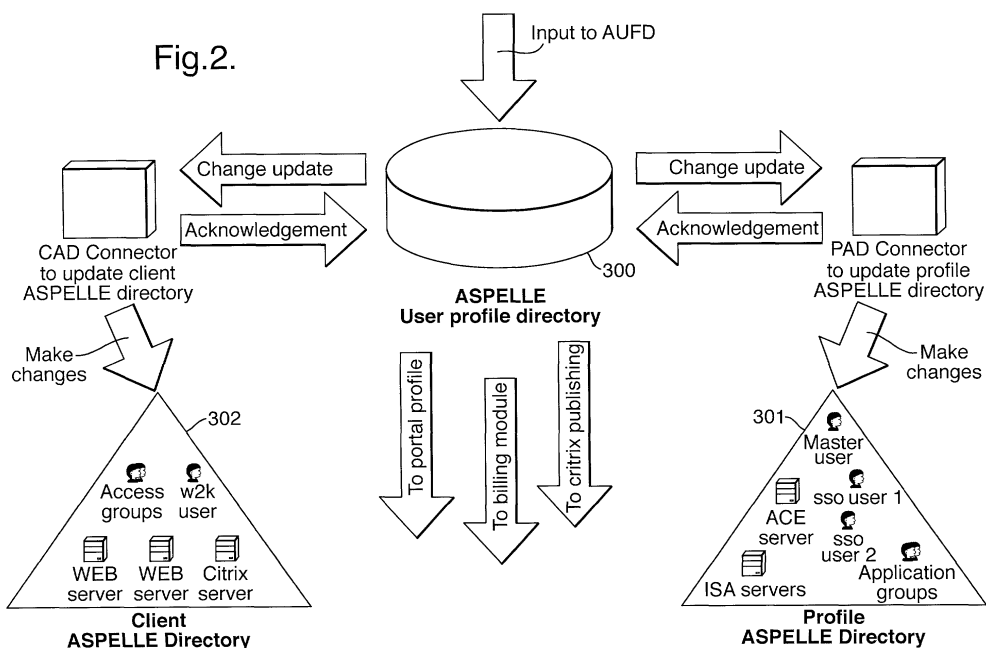 Fig.2.
Input to AUFD
Change update
Acknowledgement
Change update
Acknowledgement
CAD Connector
to update client
ASPELLE directory
300
ASPELLE
User profile directory
PAD Connector
to update profile
ASPELLE directory
Make
changes
Make
changes
To portal profile
To billing module
To critrix publishing
302
Access
groups
w2k
user
WEB
server
WEB
server
Citrix
server
Client
ASPELLE Directory
301
Master
user
sso user 1
ACE
server
sso
user 2
ISA servers
Application
groups
Profile
ASPELLE Directory